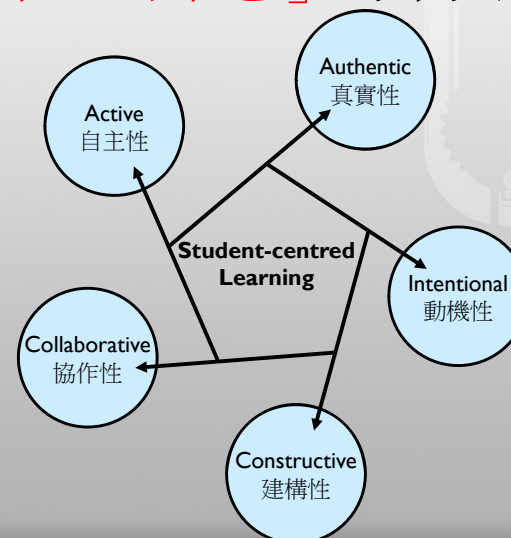 Authentic
真實性
Active
自主性
Student-centred
Learning
Intentional
動機性
Collaborative
協作性
Constructive
建構性